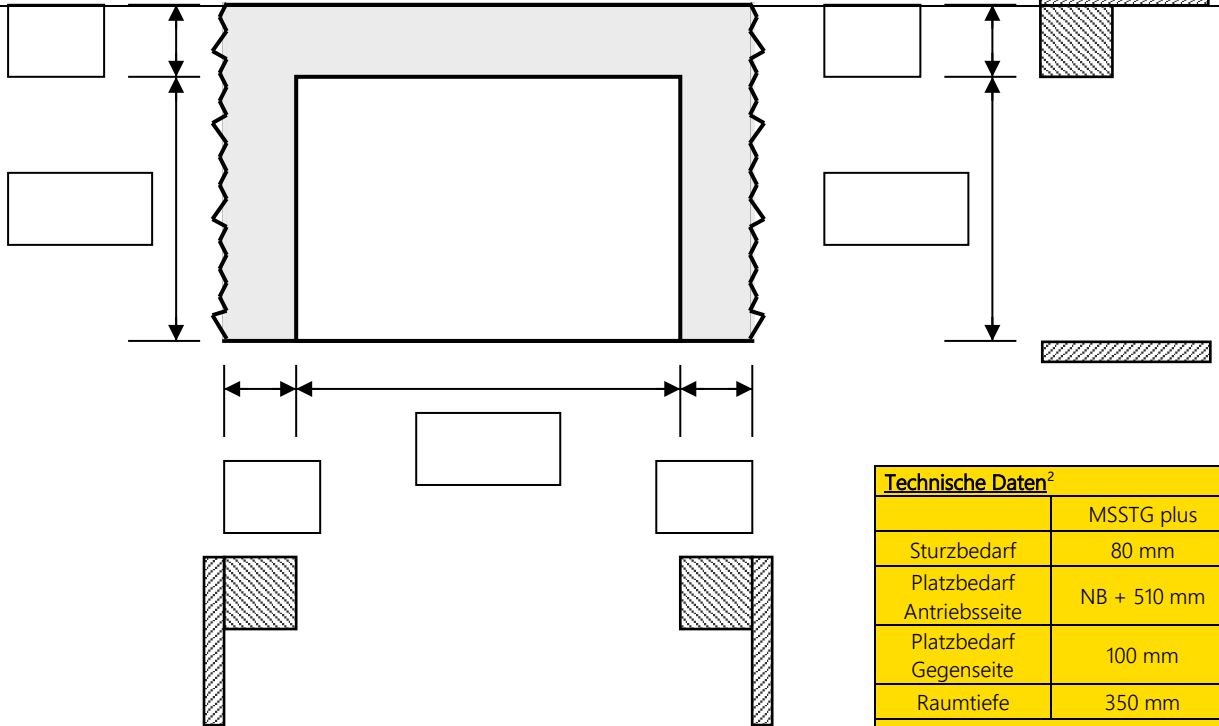 Technische Daten²
MSSTG plus
Sturzbedarf 80 mm
Platzbedarf
Antriebsseite NB + 510 mm
Platzbedarf
Gegenseite 100 mm
Raumtiefe 350 mm